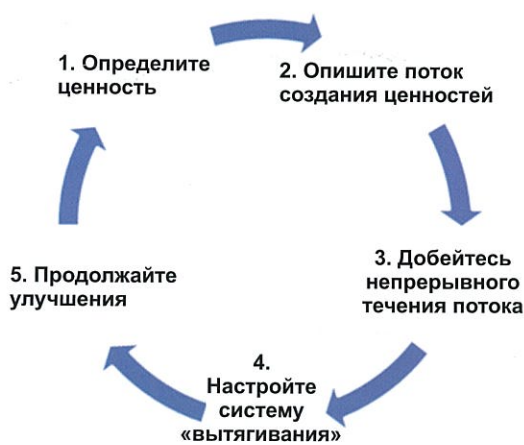 1. Определите
ценность
2. Опишите поток
создания ценностей
3. Добейтесь
непрерывного
течения потока
4.
Настройте
систему
«вытягивания»
5. Продолжайте
улучшения